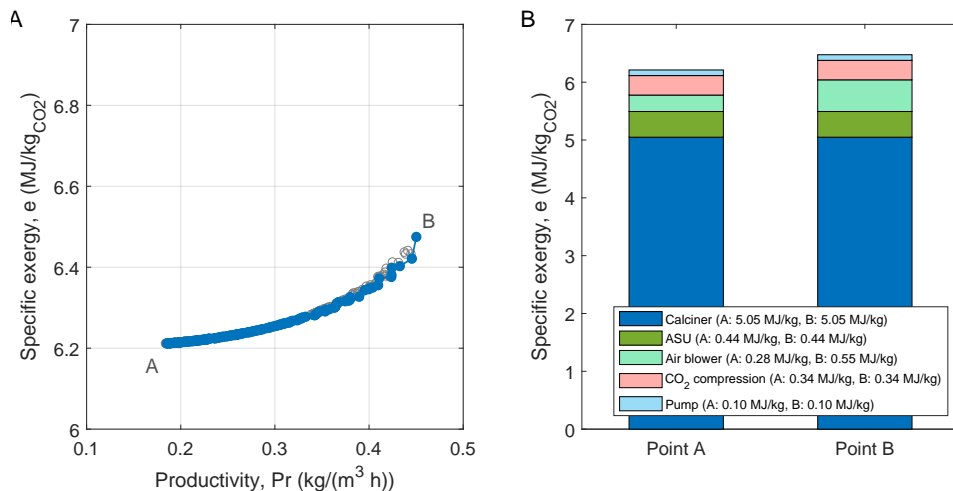 A
7
6.8
6.6
6.4
6.2
6
0.1
0.2
0.3
0.4
0.5
Specific exergy, e (MJ/kg_CO2)
Productivity, Pr (kg/(m³ h))
A
B
B
7
6
5
4
3
2
1
0
Specific exergy, e (MJ/kg_CO2)
Calciner (A: 5.05 MJ/kg, B: 5.05 MJ/kg)
ASU (A: 0.44 MJ/kg, B: 0.44 MJ/kg)
Air blower (A: 0.28 MJ/kg, B: 0.55 MJ/kg)
CO₂ compression (A: 0.34 MJ/kg, B: 0.34 MJ/kg)
Pump (A: 0.10 MJ/kg, B: 0.10 MJ/kg)
Point A
Point B